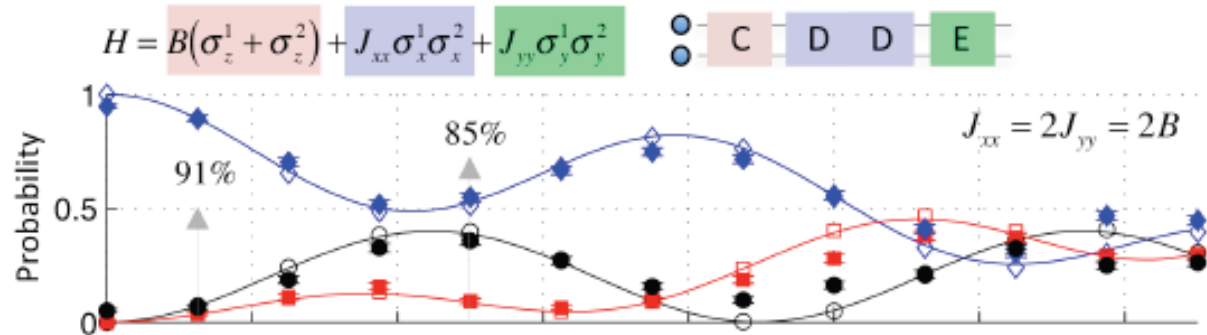 H = B(σ_z^1 + σ_z^2) + J_xx σ_x^1 σ_x^2 + J_yy σ_y^1 σ_y^2
C D D E
J_xx = 2J_yy = 2B
Probability
1
0.5
0
91%
85%